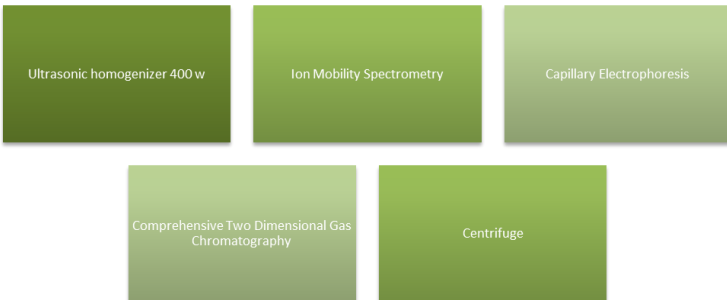 Ultrasonic homogenizer 400 w
Ion Mobility Spectrometry
Capillary Electrophoresis
Comprehensive Two Dimensional Gas
Chromatography
Centrifuge